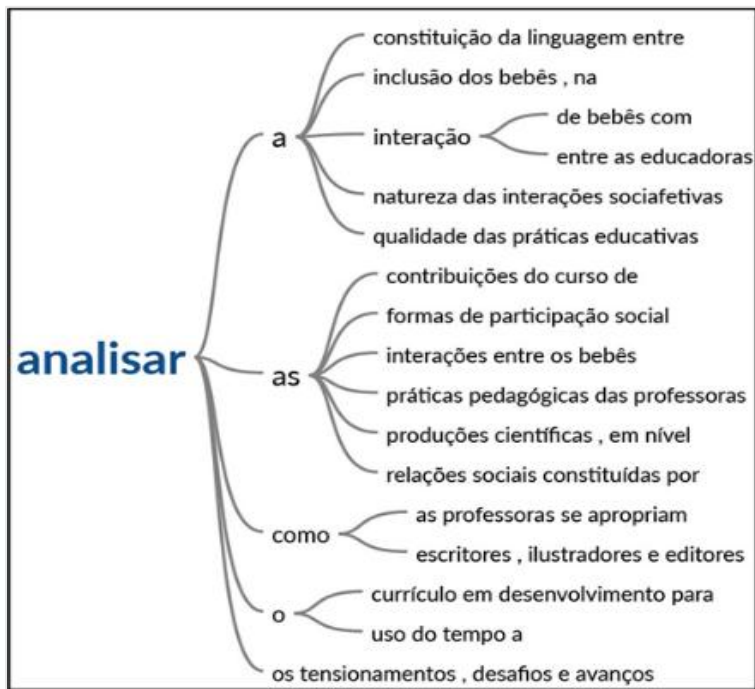 analisar
a
constituição da linguagem entre
inclusão dos bebês , na
interação
de bebês com
entre as educadoras
natureza das interações sociafetivas
qualidade das práticas educativas
as
contribuições do curso de
formas de participação social
interações entre os bebês
práticas pedagógicas das professoras
produções científicas , em nível
relações sociais constituídas por
como
as professoras se apropriam
escritores , ilustradores e editores
o
currículo em desenvolvimento para
uso do tempo a
os tensionamentos , desafios e avanços